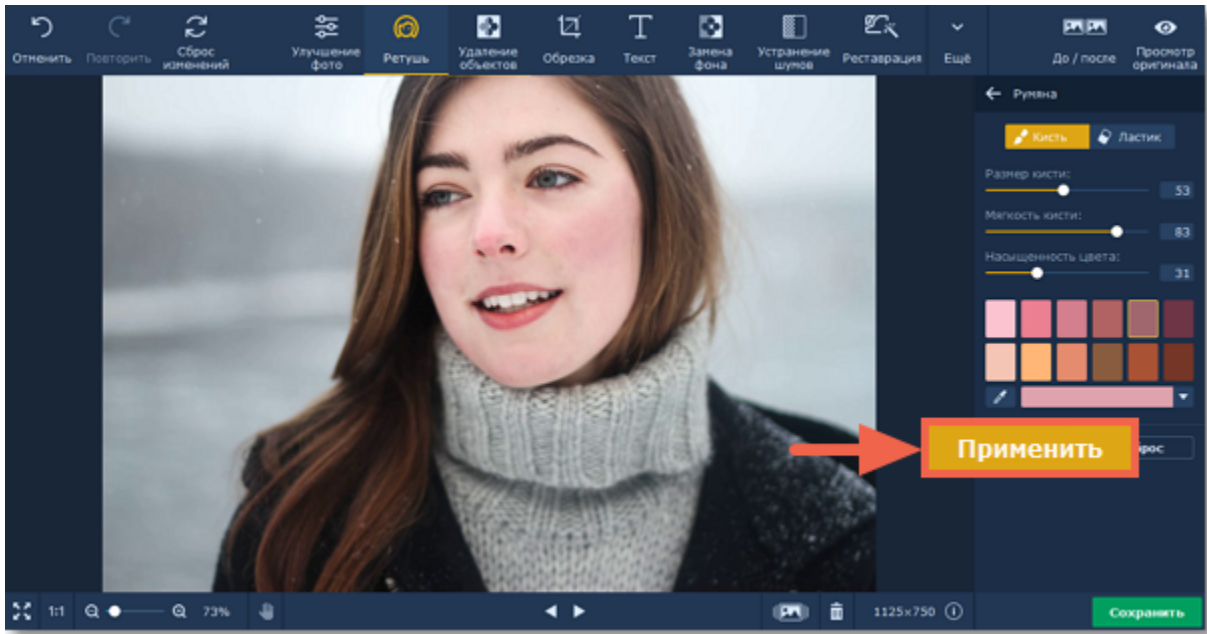 Отменить
Повторить
Сброс
изменений
Улучшение
фото
Ретушь
Удаление
объектов
Обрезка
Текст
Замена
фона
Устранение
шумов
Реставрация
Ещё
До / после
Просмотр
оригинала
Румяна
Кисть
Ластик
Размер кисти:
53
Мягкость кисти:
83
Насыщенность цвета:
31
Применить
рос
1:1
73%
1125×750
Сохранить